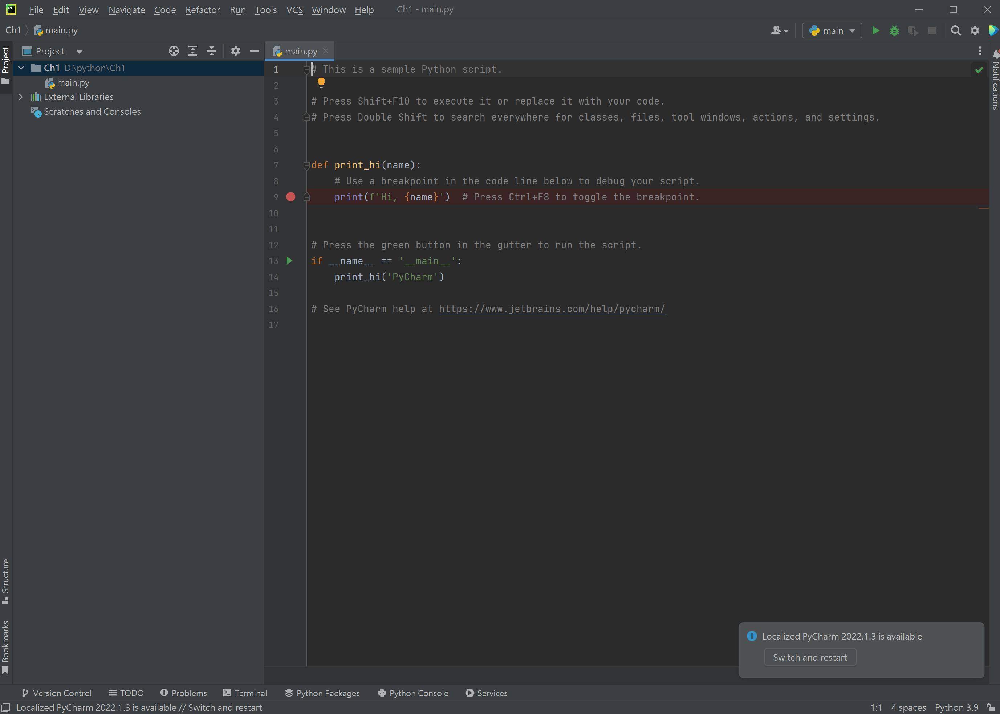 PC
File Edit View Navigate Code Refactor Run Tools VCS Window Help Ch1 - main.py
Ch1 main.py main
Project
Project
main.py
Notifications
Ch1 D:\python\Ch1
main.py
External Libraries
Scratches and Consoles
1 # This is a sample Python script.
2
3 # Press Shift+F10 to execute it or replace it with your code.
4 # Press Double Shift to search everywhere for classes, files, tool windows, actions, and settings.
5
6
7 def print_hi(name):
8 # Use a breakpoint in the code line below to debug your script.
9 print(f'Hi, {name}') # Press Ctrl+F8 to toggle the breakpoint.
10
11
12 # Press the green button in the gutter to run the script.
13 if __name__ == '__main__':
14 print_hi('PyCharm')
15
16 # See PyCharm help at https://www.jetbrains.com/help/pycharm/
17
Structure
Bookmarks
Localized PyCharm 2022.1.3 is available
Switch and restart
Version Control TODO Problems Terminal Python Packages Python Console Services
Localized PyCharm 2022.1.3 is available // Switch and restart 1:1 4 spaces Python 3.9